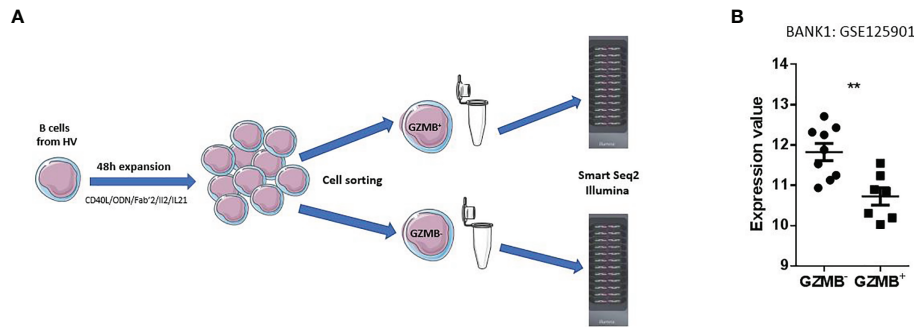 A
B cells
from HV
48h expansion
CD40L/ODN/Fab'2/Il2/IL21
GZMB+
GZMB-
Cell sorting
Smart Seq2
Illumina
B
BANK1: GSE125901
**
Expression value
14
13
12
11
10
9
GZMB- GZMB+